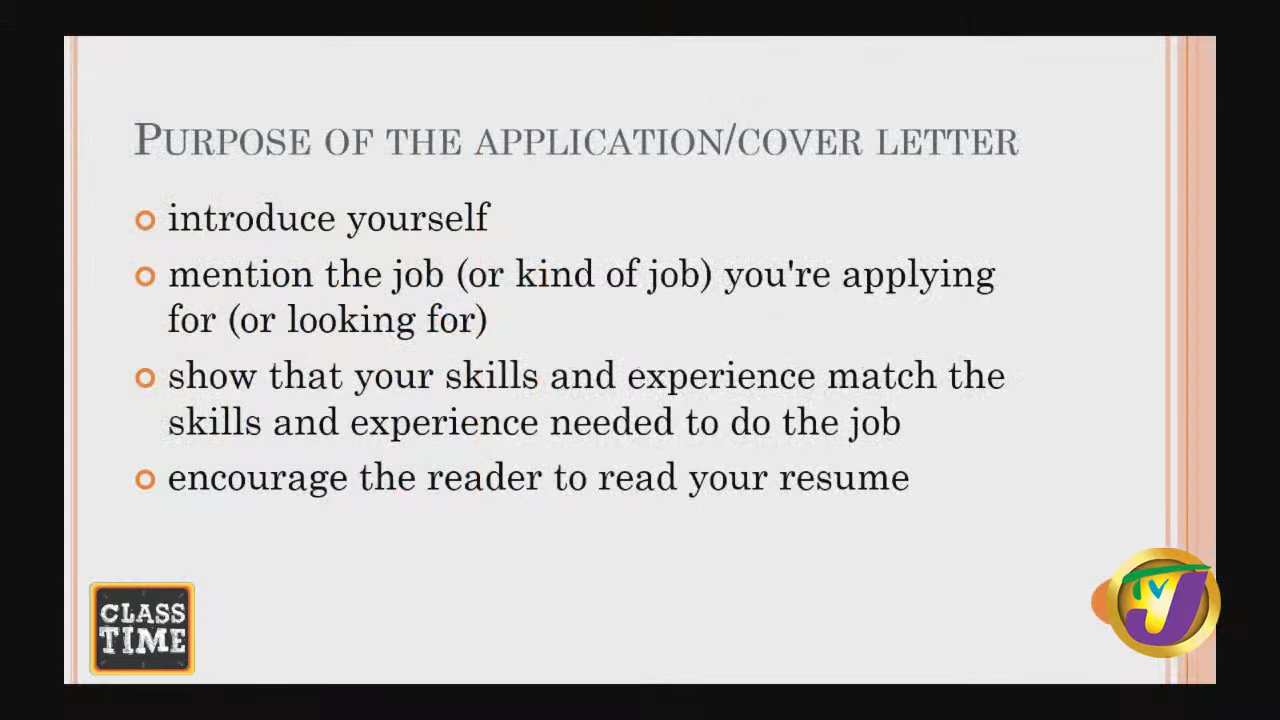 PURPOSE OF THE APPLICATION/COVER LETTER
introduce yourself
mention the job (or kind of job) you're applying
for (or looking for)
show that your skills and experience match the
skills and experience needed to do the job
encourage the reader to read your resume
CLASS
TIME
TVJ